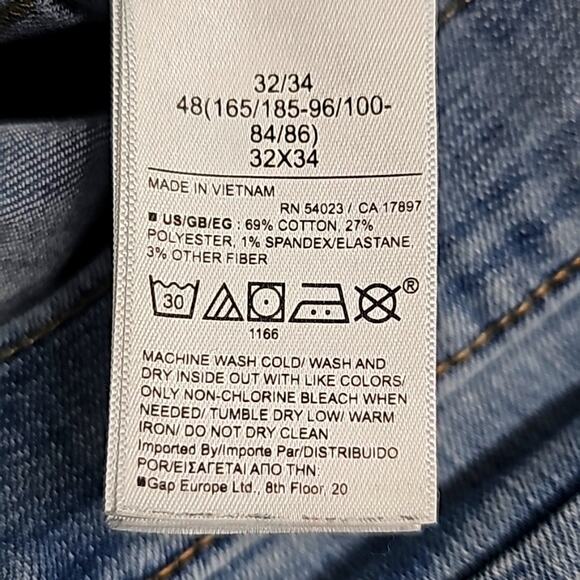 32/34
48(165/185-96/100-
84/86)
32X34
MADE IN VIETNAM
RN 54023 / CA 17897
US/GB/EG : 69% COTTON, 27%
POLYESTER, 1% SPANDEX/ELASTANE,
3% OTHER FIBER
30
®
1166
MACHINE WASH COLD/ WASH AND
DRY INSIDE OUT WITH LIKE COLORS/
ONLY NON-CHLORINE BLEACH WHEN
NEEDED/ TUMBLE DRY LOW/ WARM
IRON/ DO NOT DRY CLEAN
Imported By/Importe Par/DISTRIBUIDO
POR/ΕΙΣΑΓΕΤΑΙ ΑΠΟ ΤΗΝ:
Gap Europe Ltd., 8th Floor, 20